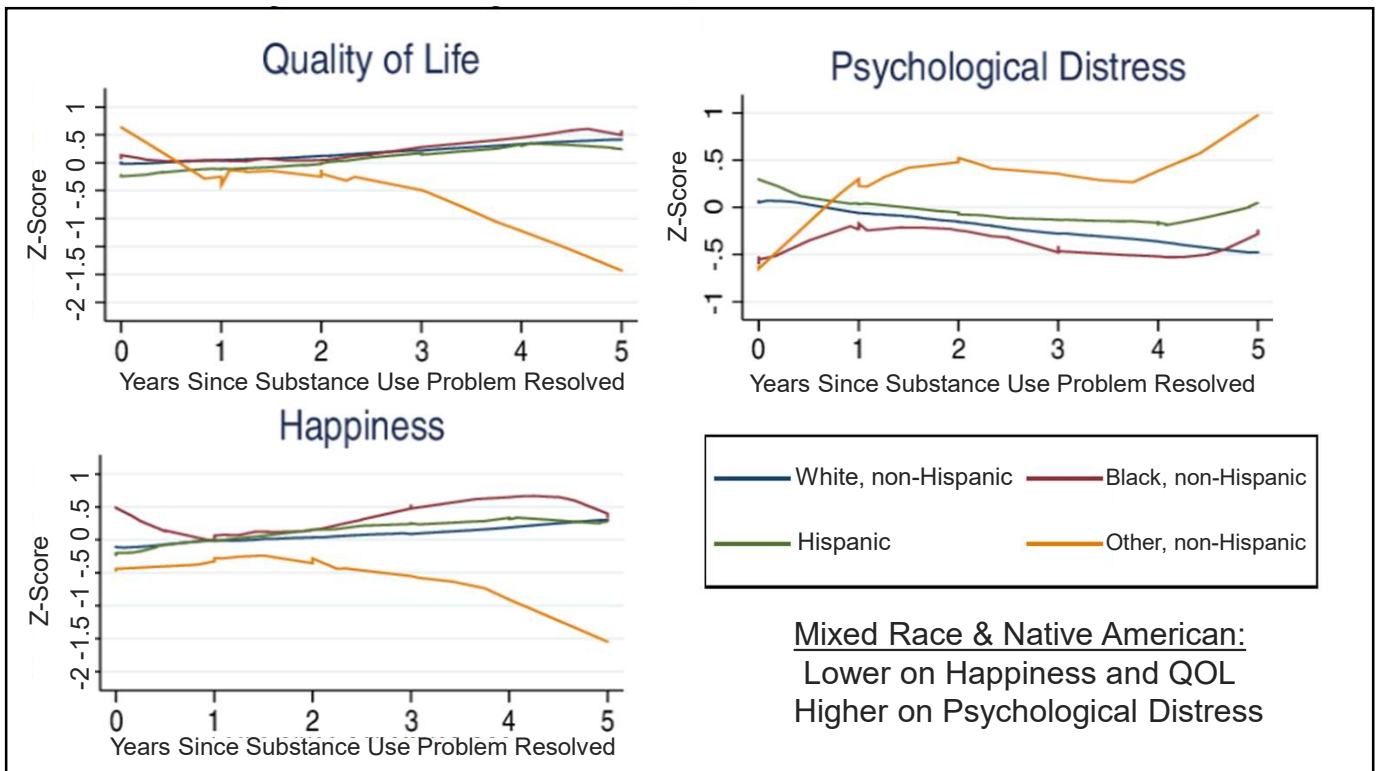 Quality of Life
Z-Score
1
0.5
0
-.5
-1
-1.5
-2
0 1 2 3 4 5
Years Since Substance Use Problem Resolved
Psychological Distress
Z-Score
1
.5
0
-.5
-1
0 1 2 3 4 5
Years Since Substance Use Problem Resolved
Happiness
Z-Score
1
0.5
0
-.5
-1
-1.5
-2
0 1 2 3 4 5
Years Since Substance Use Problem Resolved
White, non-Hispanic Black, non-Hispanic
Hispanic Other, non-Hispanic
Mixed Race & Native American:
Lower on Happiness and QOL
Higher on Psychological Distress